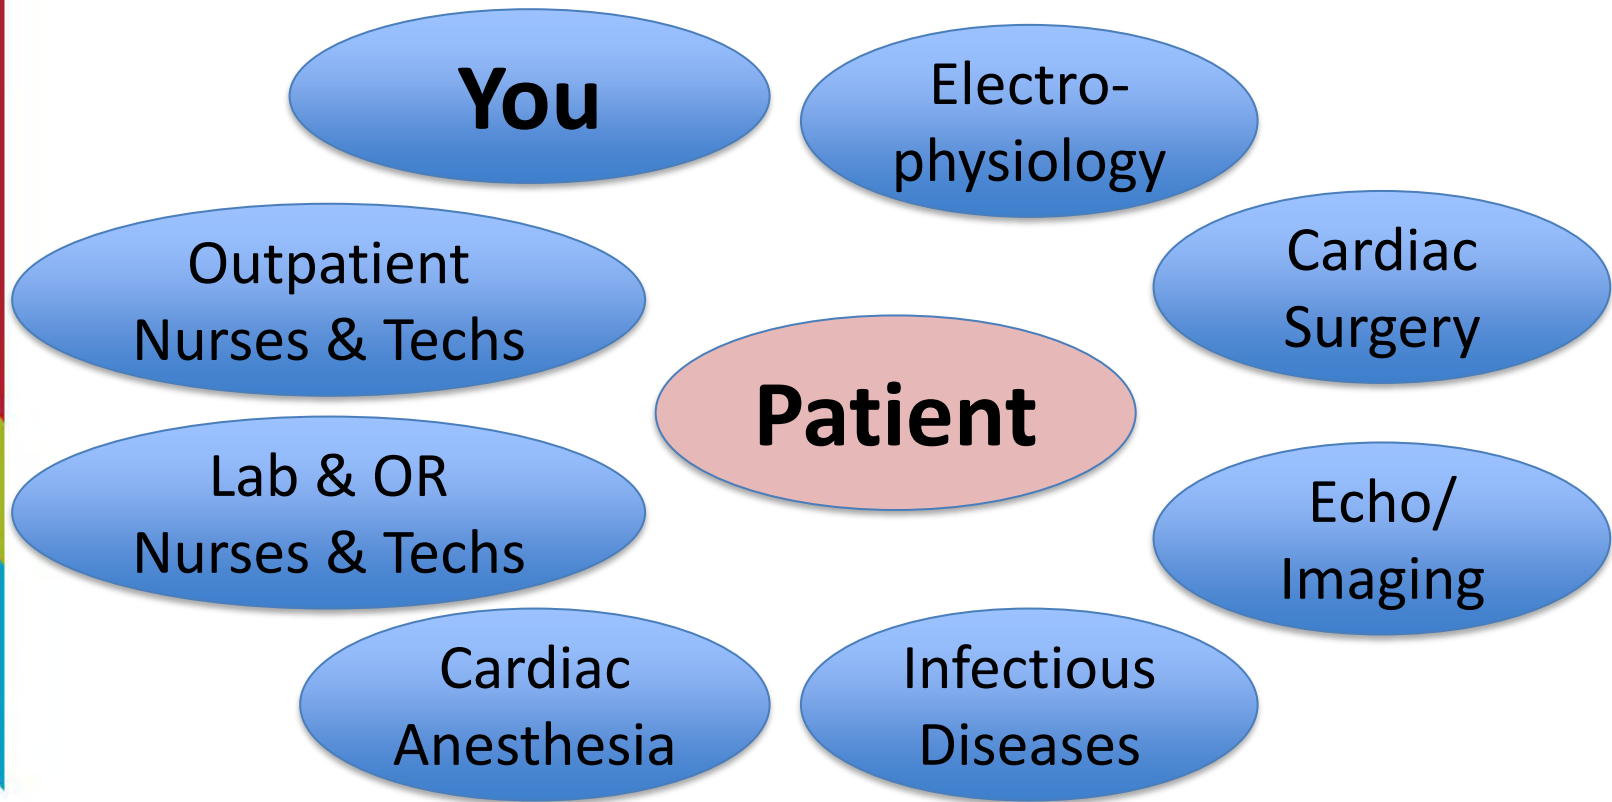 You
Electro-
physiology
Outpatient
Nurses & Techs
Cardiac
Surgery
Patient
Lab & OR
Nurses & Techs
Echo/
Imaging
Cardiac
Anesthesia
Infectious
Diseases